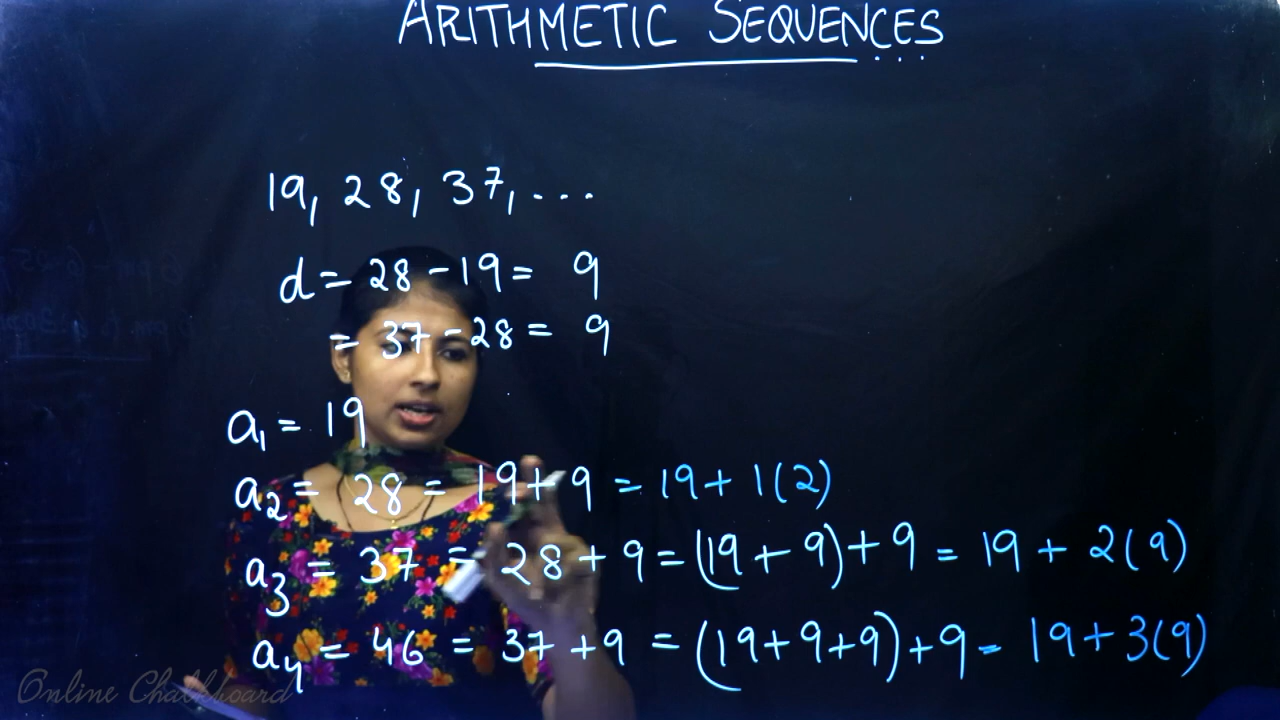 ARITHMETIC SEQUENCES...
19, 28, 37, ...
d = 28 - 19 = 9
= 37 - 28 = 9
a₁ = 19
a₂ = 28 = 19 + 9 = 19 + 1(2)
a₃ = 37 = 28 + 9 = (19 + 9) + 9 = 19 + 2(9)
a₄ = 46 = 37 + 9 = (19 + 9 + 9) + 9 = 19 + 3(9)
Online Chalkboard